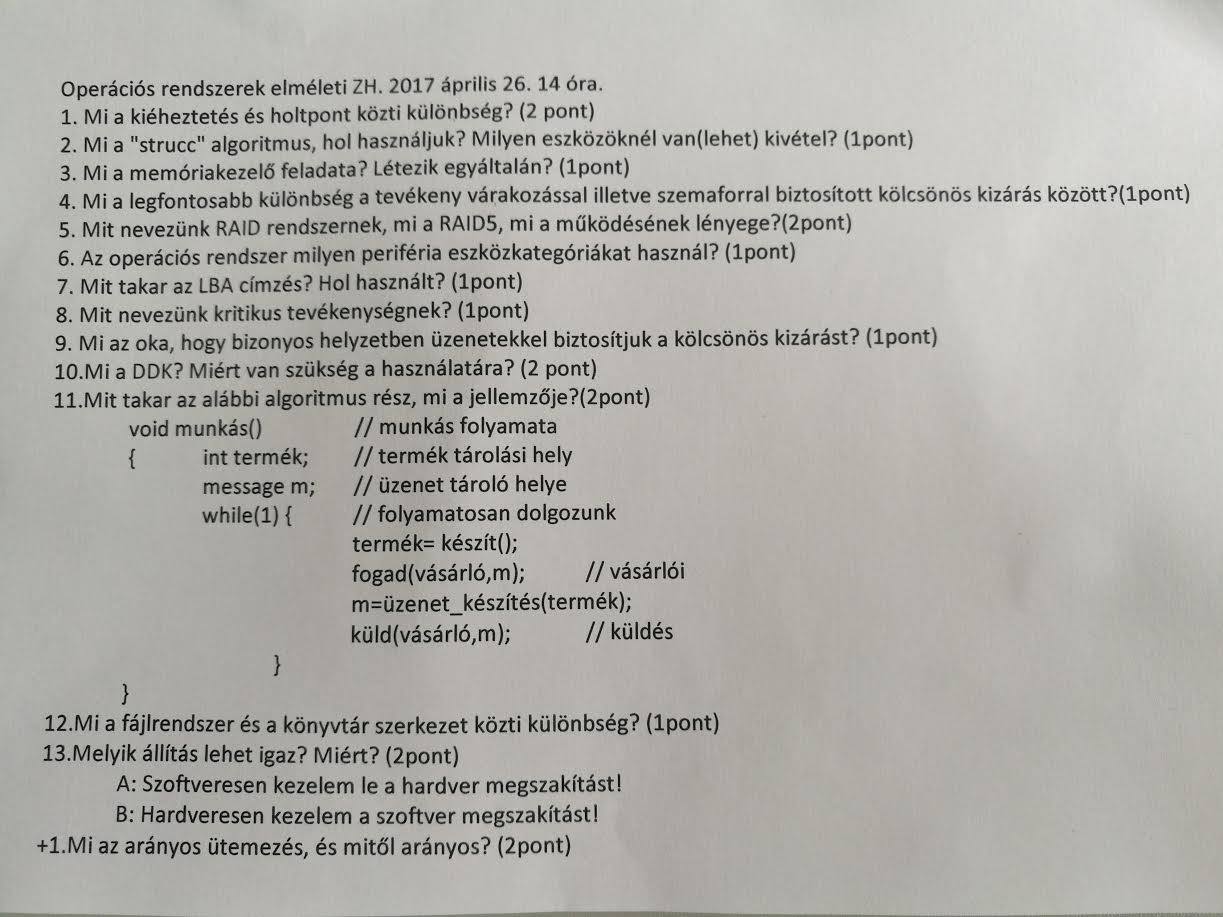 Operációs rendszerek elméleti ZH. 2017 április 26. 14 óra.
1. Mi a kiéheztetés és holtpont közti különbség? (2 pont)
2. Mi a "strucc" algoritmus, hol használjuk? Milyen eszközöknél van(lehet) kivétel? (1pont)
3. Mi a memóriakezelő feladata? Létezik egyáltalán? (1pont)
4. Mi a legfontosabb különbség a tevékeny várakozással illetve szemaforral biztosított kölcsönös kizárás között?(1pont)
5. Mit nevezünk RAID rendszernek, mi a RAID5, mi a működésének lényege?(2pont)
6. Az operációs rendszer milyen periféria eszközkategóriákat használ? (1pont)
7. Mit takar az LBA címzés? Hol használt? (1pont)
8. Mit nevezünk kritikus tevékenységnek? (1pont)
9. Mi az oka, hogy bizonyos helyzetben üzenetekkel biztosítjuk a kölcsönös kizárást? (1pont)
10.Mi a DDK? Miért van szükség a használatára? (2 pont)
11.Mit takar az alábbi algoritmus rész, mi a jellemzője?(2pont)
void munkás() // munkás folyamata
{ int termék; // termék tárolási hely
message m; // üzenet tároló helye
while(1) { // folyamatosan dolgozunk
termék= készít();
fogad(vásárló,m); // vásárlói
m=üzenet_készítés(termék);
küld(vásárló,m); // küldés
}
}
12.Mi a fájlrendszer és a könyvtár szerkezet közti különbség? (1pont)
13.Melyik állítás lehet igaz? Miért? (2pont)
A: Szoftveresen kezelem le a hardver megszakítást!
B: Hardveresen kezelem a szoftver megszakítást!
+1.Mi az arányos ütemezés, és mitől arányos? (2pont)